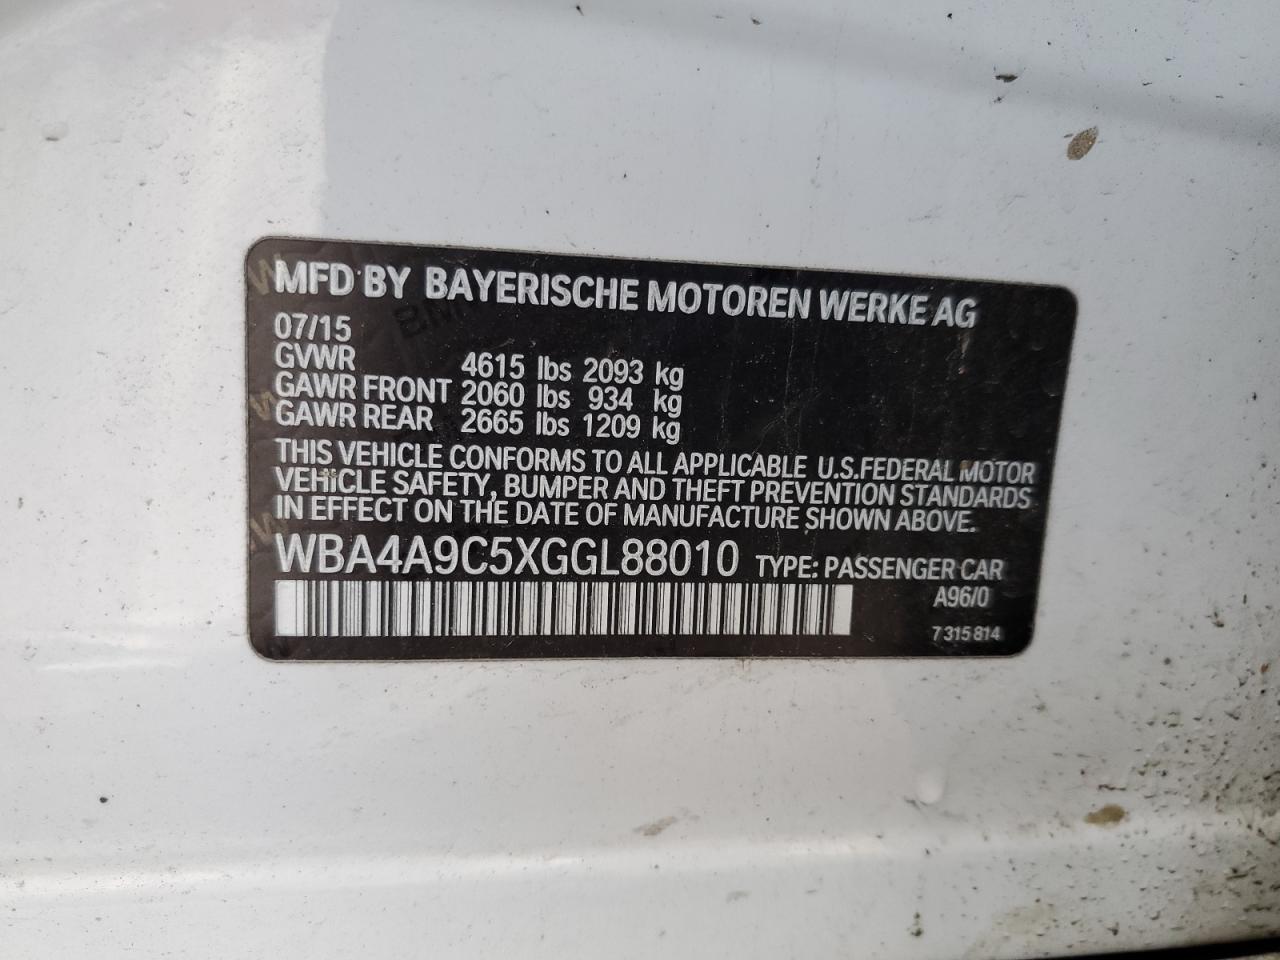 MFD BY BAYERISCHE MOTOREN WERKE AG
07/15
GVWR 4615 lbs 2093 kg
GAWR FRONT 2060 lbs 934 kg
GAWR REAR 2665 lbs 1209 kg
THIS VEHICLE CONFORMS TO ALL APPLICABLE U.S.FEDERAL MOTOR
VEHICLE SAFETY, BUMPER AND THEFT PREVENTION STANDARDS
IN EFFECT ON THE DATE OF MANUFACTURE SHOWN ABOVE.
WBA4A9C5XGGL88010 TYPE: PASSENGER CAR
A96/0
7 315 814